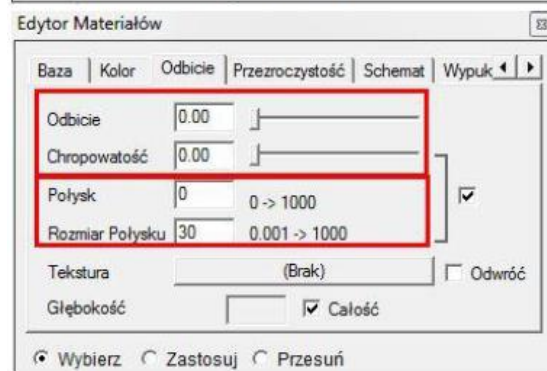 Edytor Materiałów
Baza Kolor Odbicie Przezroczystość Schemat Wypuk
Odbicie 0.00
Chropowatość 0.00
Połysk 0 0 -> 1000
Rozmiar Połysku 30 0.001 -> 1000
Tekstura (Brak) Odwróć
Głębokość Całość
Wybierz Zastosuj Przesuń